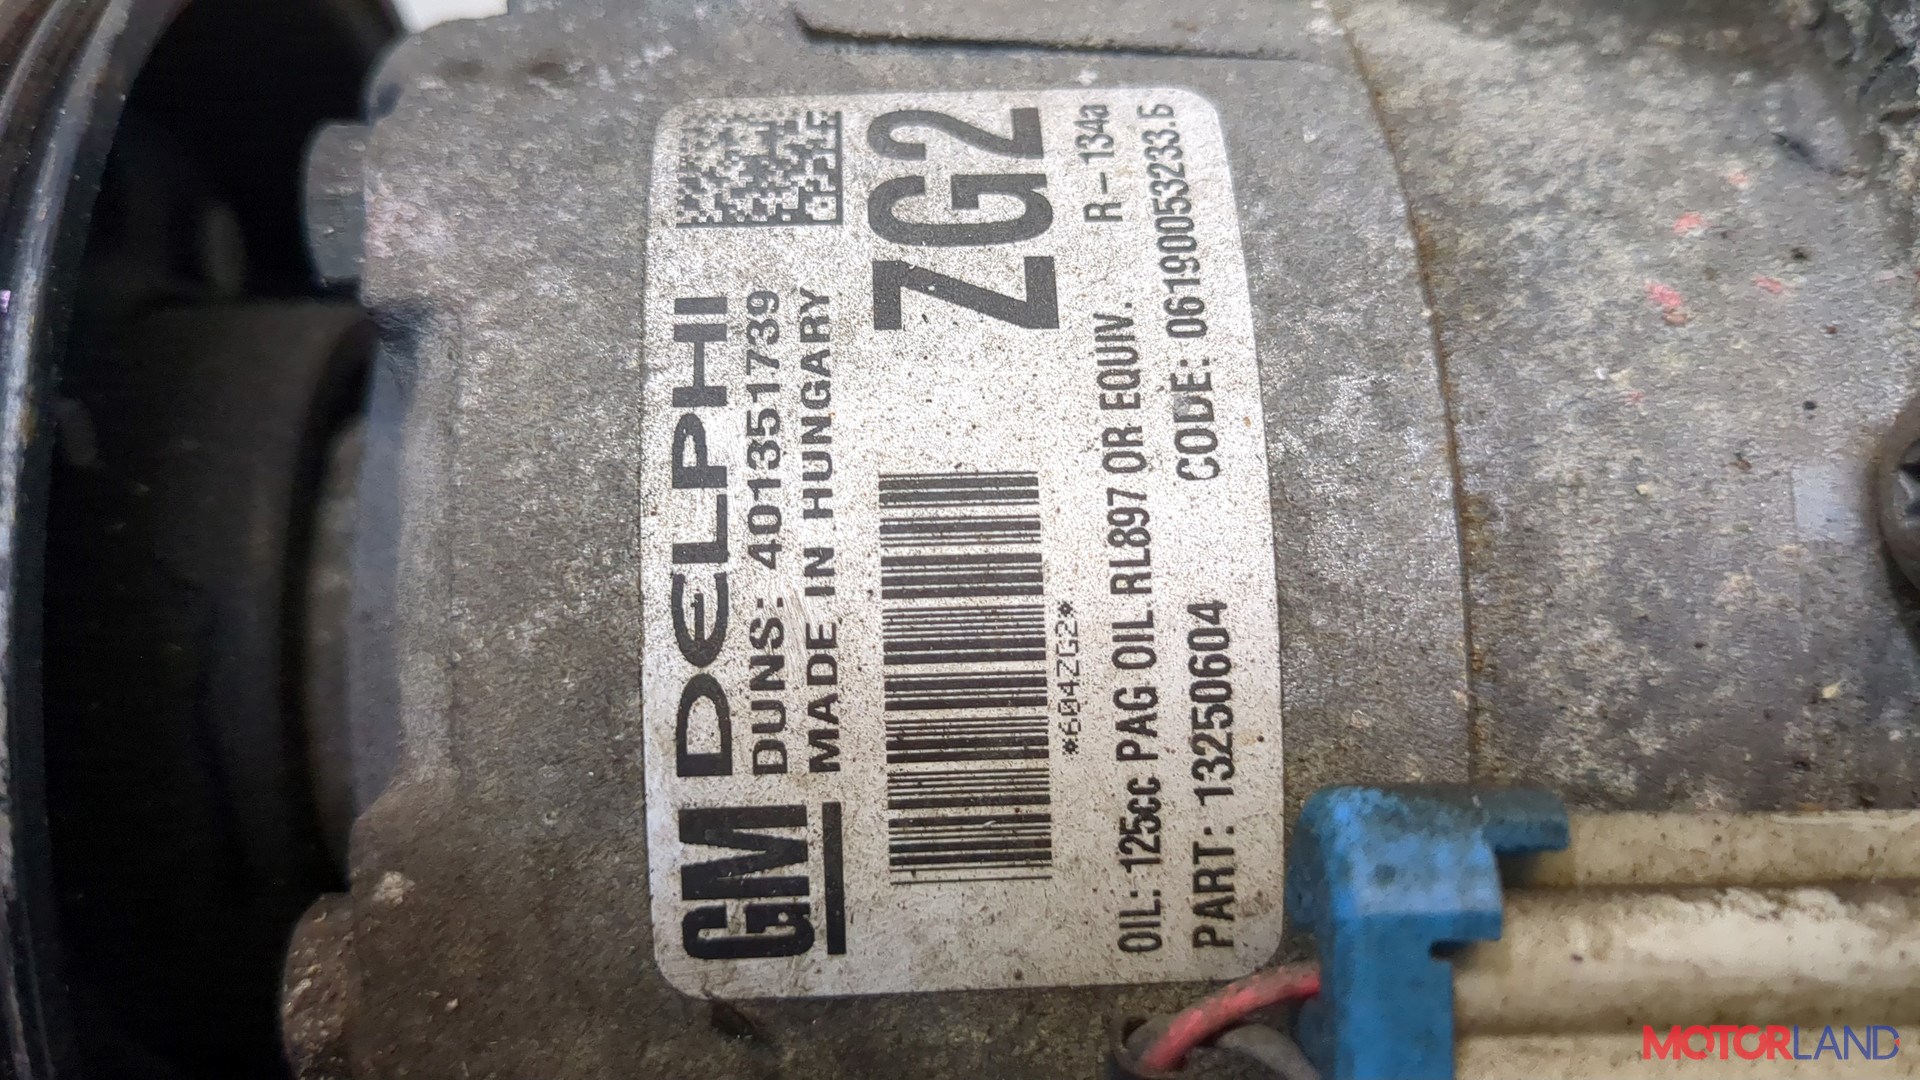 GM DELPHI
DUNS: 401351739
MADE IN HUNGARY
ZG2
*604ZG2*
OIL: 125cc PAG OIL RL897 OR EQUIV. R-134a
PART: 13250604 CODE: 06190053233.6
MOTORLAND